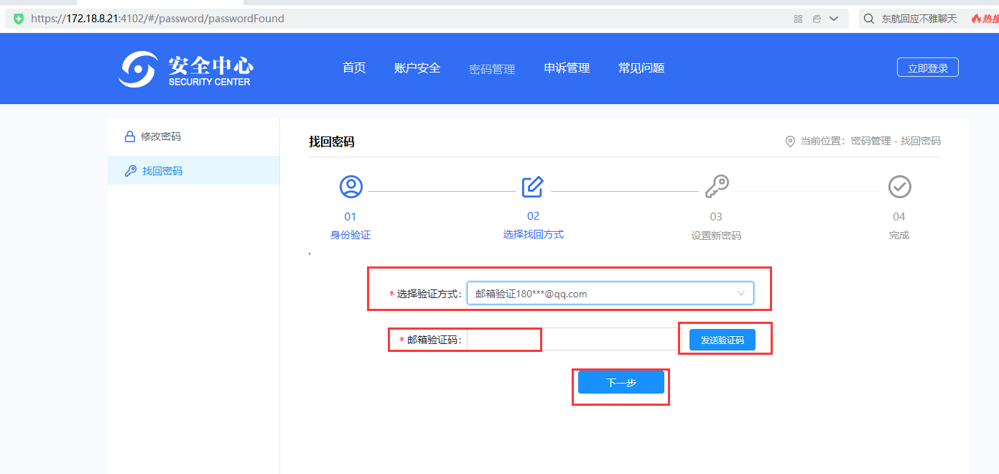 https://172.18.8.21:4102/#/password/passwordFound
东航回应不雅聊天
热搜
安全中心
SECURITY CENTER
首页 账户安全 密码管理 申诉管理 常见问题
立即登录
修改密码
找回密码
找回密码
当前位置： 密码管理 - 找回密码
01 02 03 04
身份验证 选择找回方式 设置新密码 完成
,
* 选择验证方式： 邮箱验证180***@qq.com
* 邮箱验证码： 发送验证码
下一步